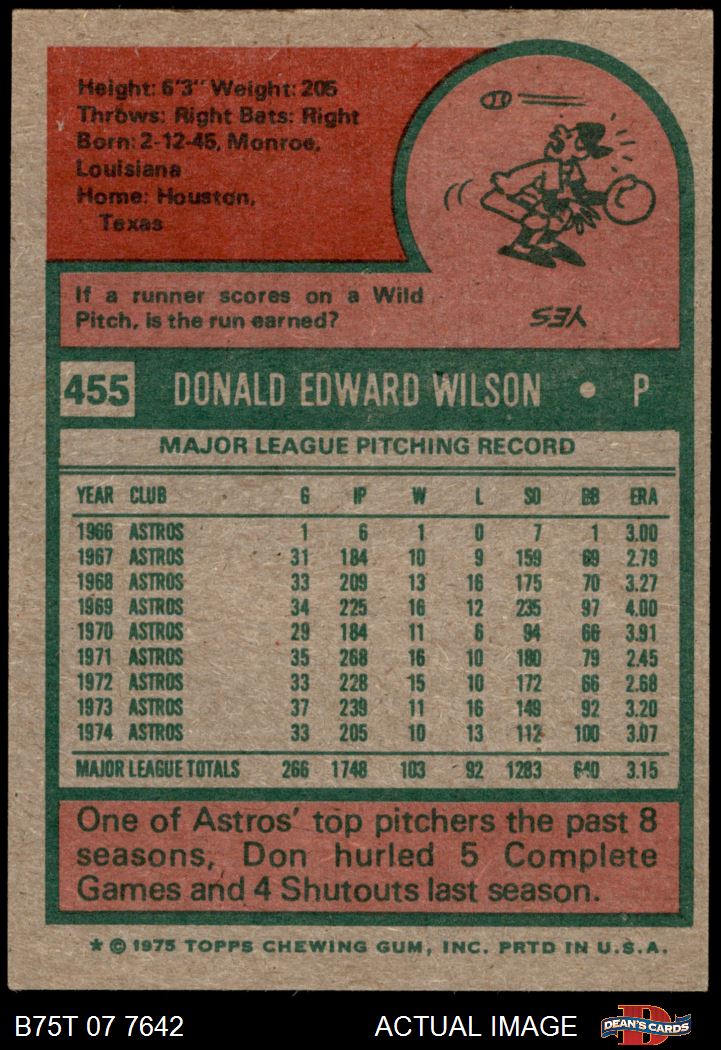 Height: 6'3" Weight: 205
Throws: Right Bats: Right
Born: 2-12-45, Monroe,
Louisiana
Home: Houston,
Texas
If a runner scores on a Wild
Pitch, is the run earned?
YES
455 DONALD EDWARD WILSON • P
MAJOR LEAGUE PITCHING RECORD
YEAR CLUB G IP W L SO BB ERA
1966 ASTROS 1 6 1 0 7 1 3.00
1967 ASTROS 31 184 10 9 159 69 2.79
1968 ASTROS 33 209 13 16 175 70 3.27
1969 ASTROS 34 225 16 12 235 97 4.00
1970 ASTROS 29 184 11 6 94 66 3.91
1971 ASTROS 35 268 16 10 180 79 2.45
1972 ASTROS 33 228 15 10 172 66 2.68
1973 ASTROS 37 239 11 16 149 92 3.20
1974 ASTROS 33 205 10 13 112 100 3.07
MAJOR LEAGUE TOTALS 266 1748 103 92 1283 640 3.15
One of Astros' top pitchers the past 8
seasons, Don hurled 5 Complete
Games and 4 Shutouts last season.
* © 1975 TOPPS CHEWING GUM, INC. PRTD IN U.S.A.
B75T 07 7642 ACTUAL IMAGE DEAN'S CARDS